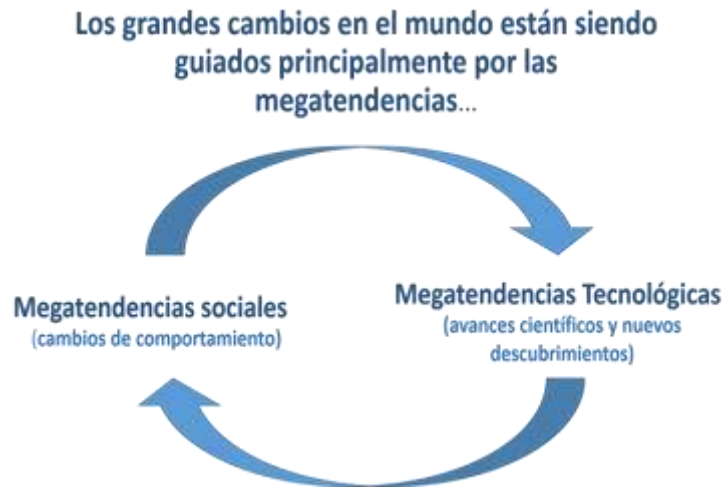 Los grandes cambios en el mundo están siendo
guiados principalmente por las
megatendencias...
Megatendencias sociales
(cambios de comportamiento)
Megatendencias Tecnológicas
(avances científicos y nuevos
descubrimientos)